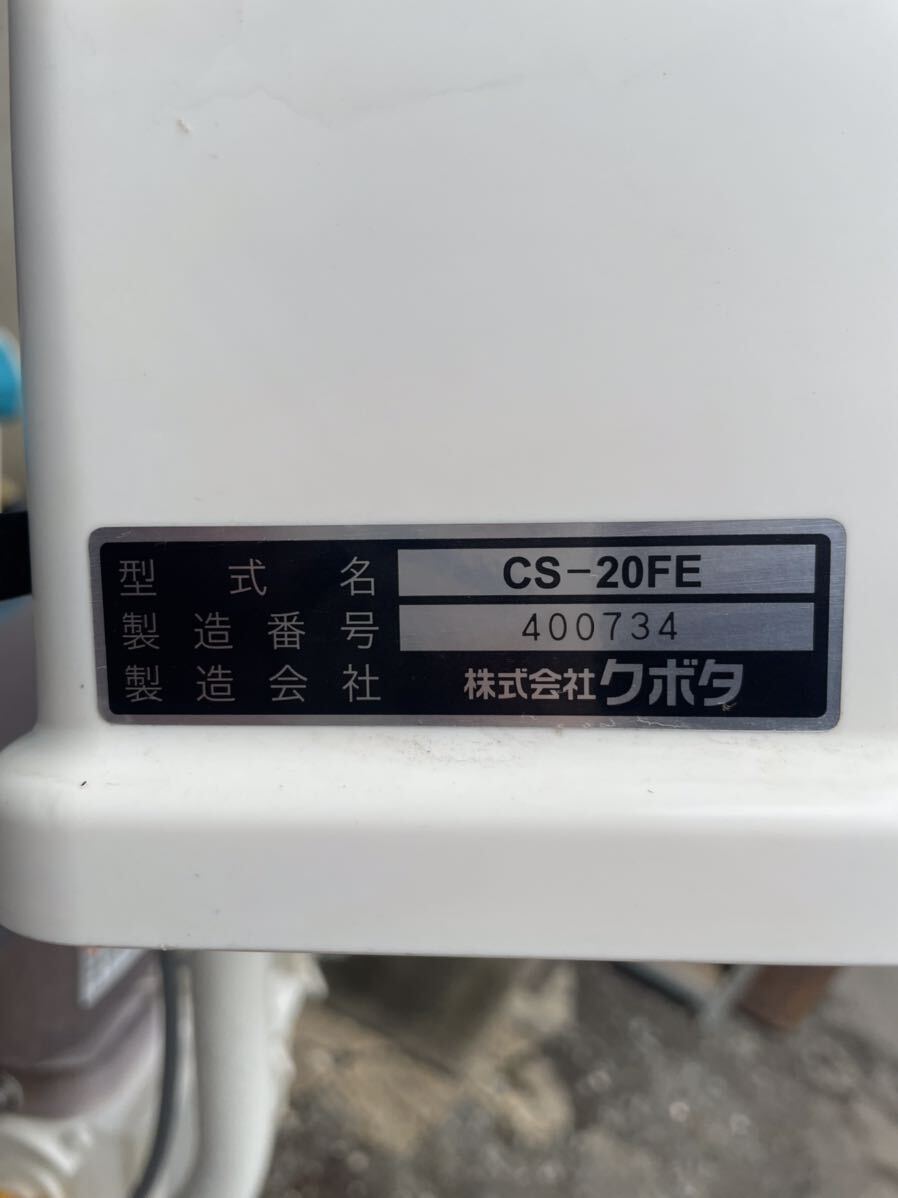 型式名 CS-20FE
製造番号 400734
製造会社 株式会社クボタ